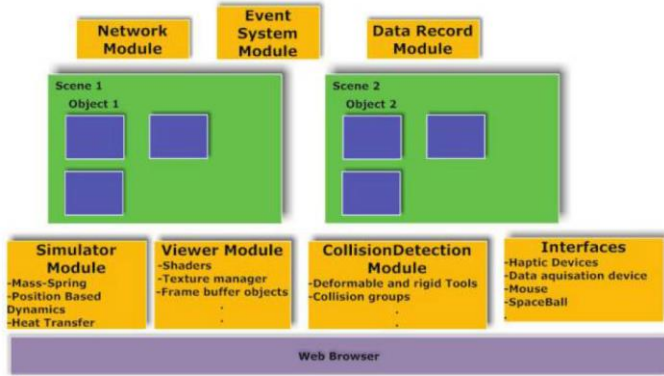 Network
Module
Event
System
Module
Data Record
Module
Scene 1
Object 1
Scene 2
Object 2
Simulator
Module
-Mass-Spring
-Position Based
Dynamics
-Heat Transfer
Viewer Module
-Shaders
-Texture manager
-Frame buffer objects
.
.
CollisionDetection
Module
-Deformable and rigid Tools
-Collision groups
.
.
Interfaces
-Haptic Devices
-Data aquisation device
-Mouse
-SpaceBall
.
Web Browser